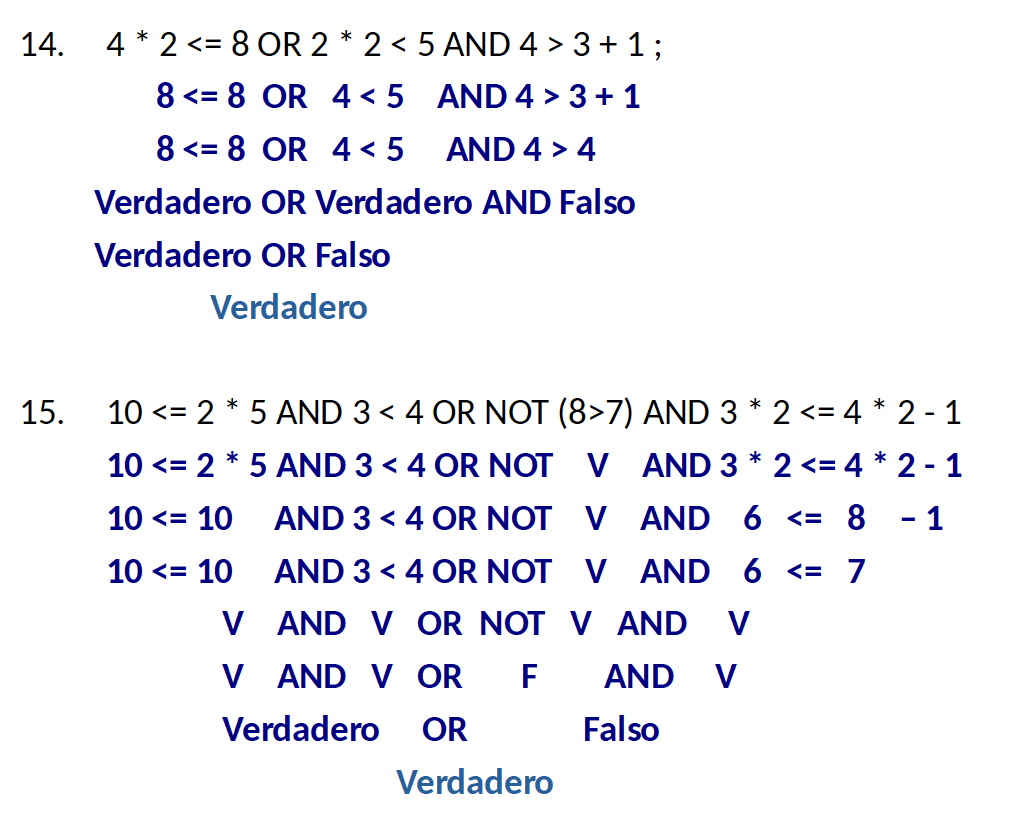 14. 4 * 2 <= 8 OR 2 * 2 < 5 AND 4 > 3 + 1 ;
8 <= 8 OR 4 < 5 AND 4 > 3 + 1
8 <= 8 OR 4 < 5 AND 4 > 4
Verdadero OR Verdadero AND Falso
Verdadero OR Falso
Verdadero
15. 10 <= 2 * 5 AND 3 < 4 OR NOT (8>7) AND 3 * 2 <= 4 * 2 - 1
10 <= 2 * 5 AND 3 < 4 OR NOT V AND 3 * 2 <= 4 * 2 - 1
10 <= 10 AND 3 < 4 OR NOT V AND 6 <= 8 – 1
10 <= 10 AND 3 < 4 OR NOT V AND 6 <= 7
V AND V OR NOT V AND V
V AND V OR F AND V
Verdadero OR Falso
Verdadero